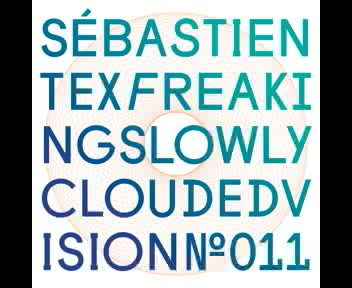 SÉBASTIEN
TEXFREAKI
NGSLOWLY
CLOUDEDV
ISION№011